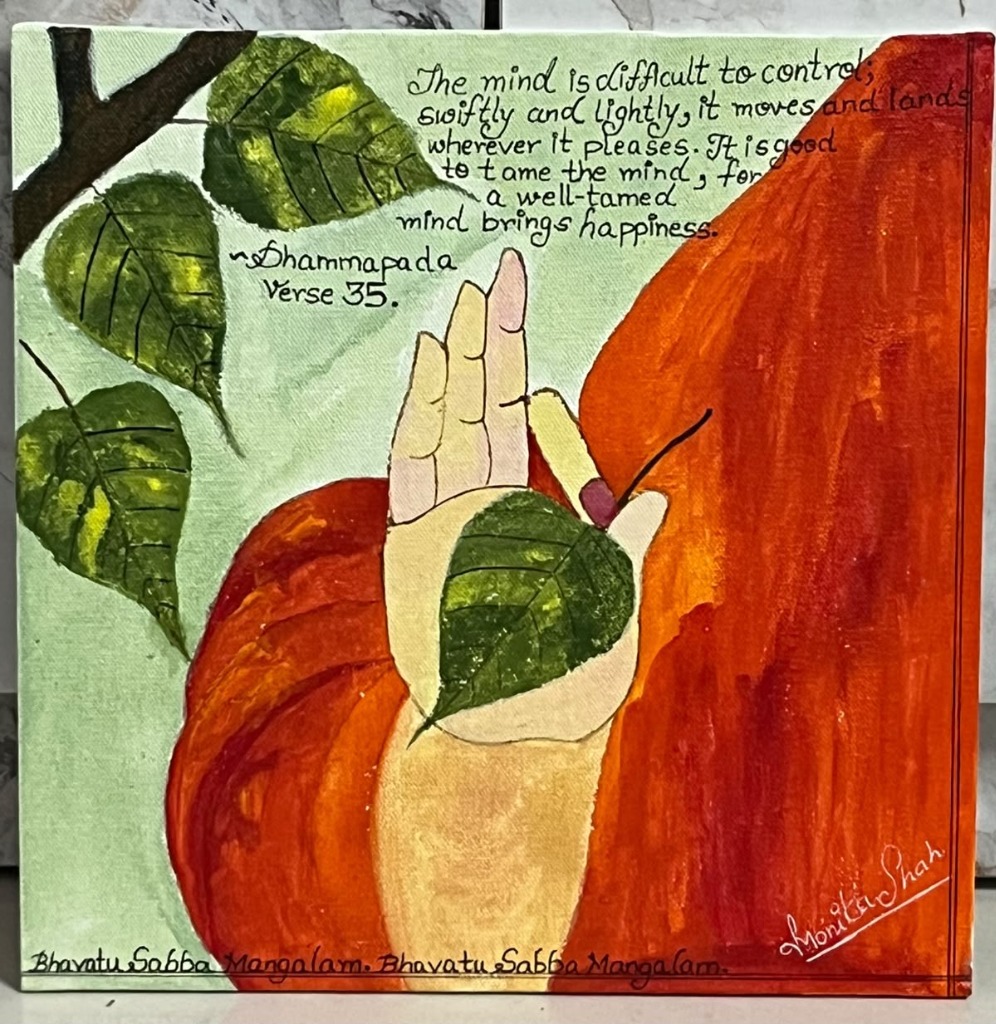 The mind is difficult to control;
swiftly and lightly, it moves and lands
wherever it pleases. It is good
to tame the mind, for
a well-tamed
mind brings happiness.
~Dhammapada
Verse 35.
Monika Shah
Bhavatu Sabba Mangalam. Bhavatu Sabba Mangalam.